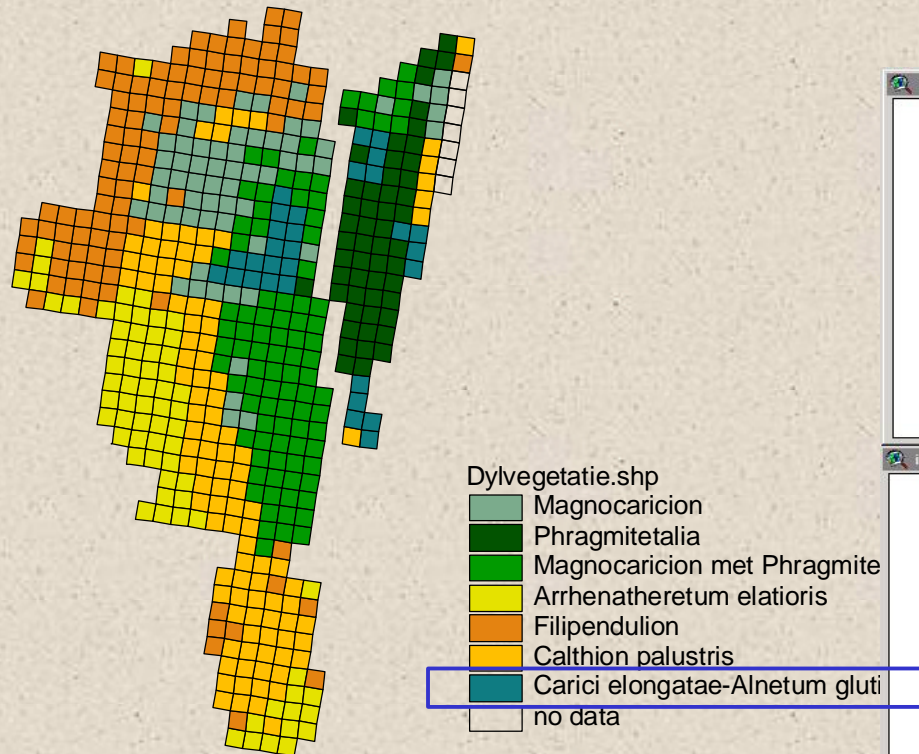 Dylvegetatie.shp
Magnocaricion
Phragmitetalia
Magnocaricion met Phragmite
Arrhenatheretum elatioris
Filipendulion
Calthion palustris
Carici elongatae-Alnetum gluti
no data